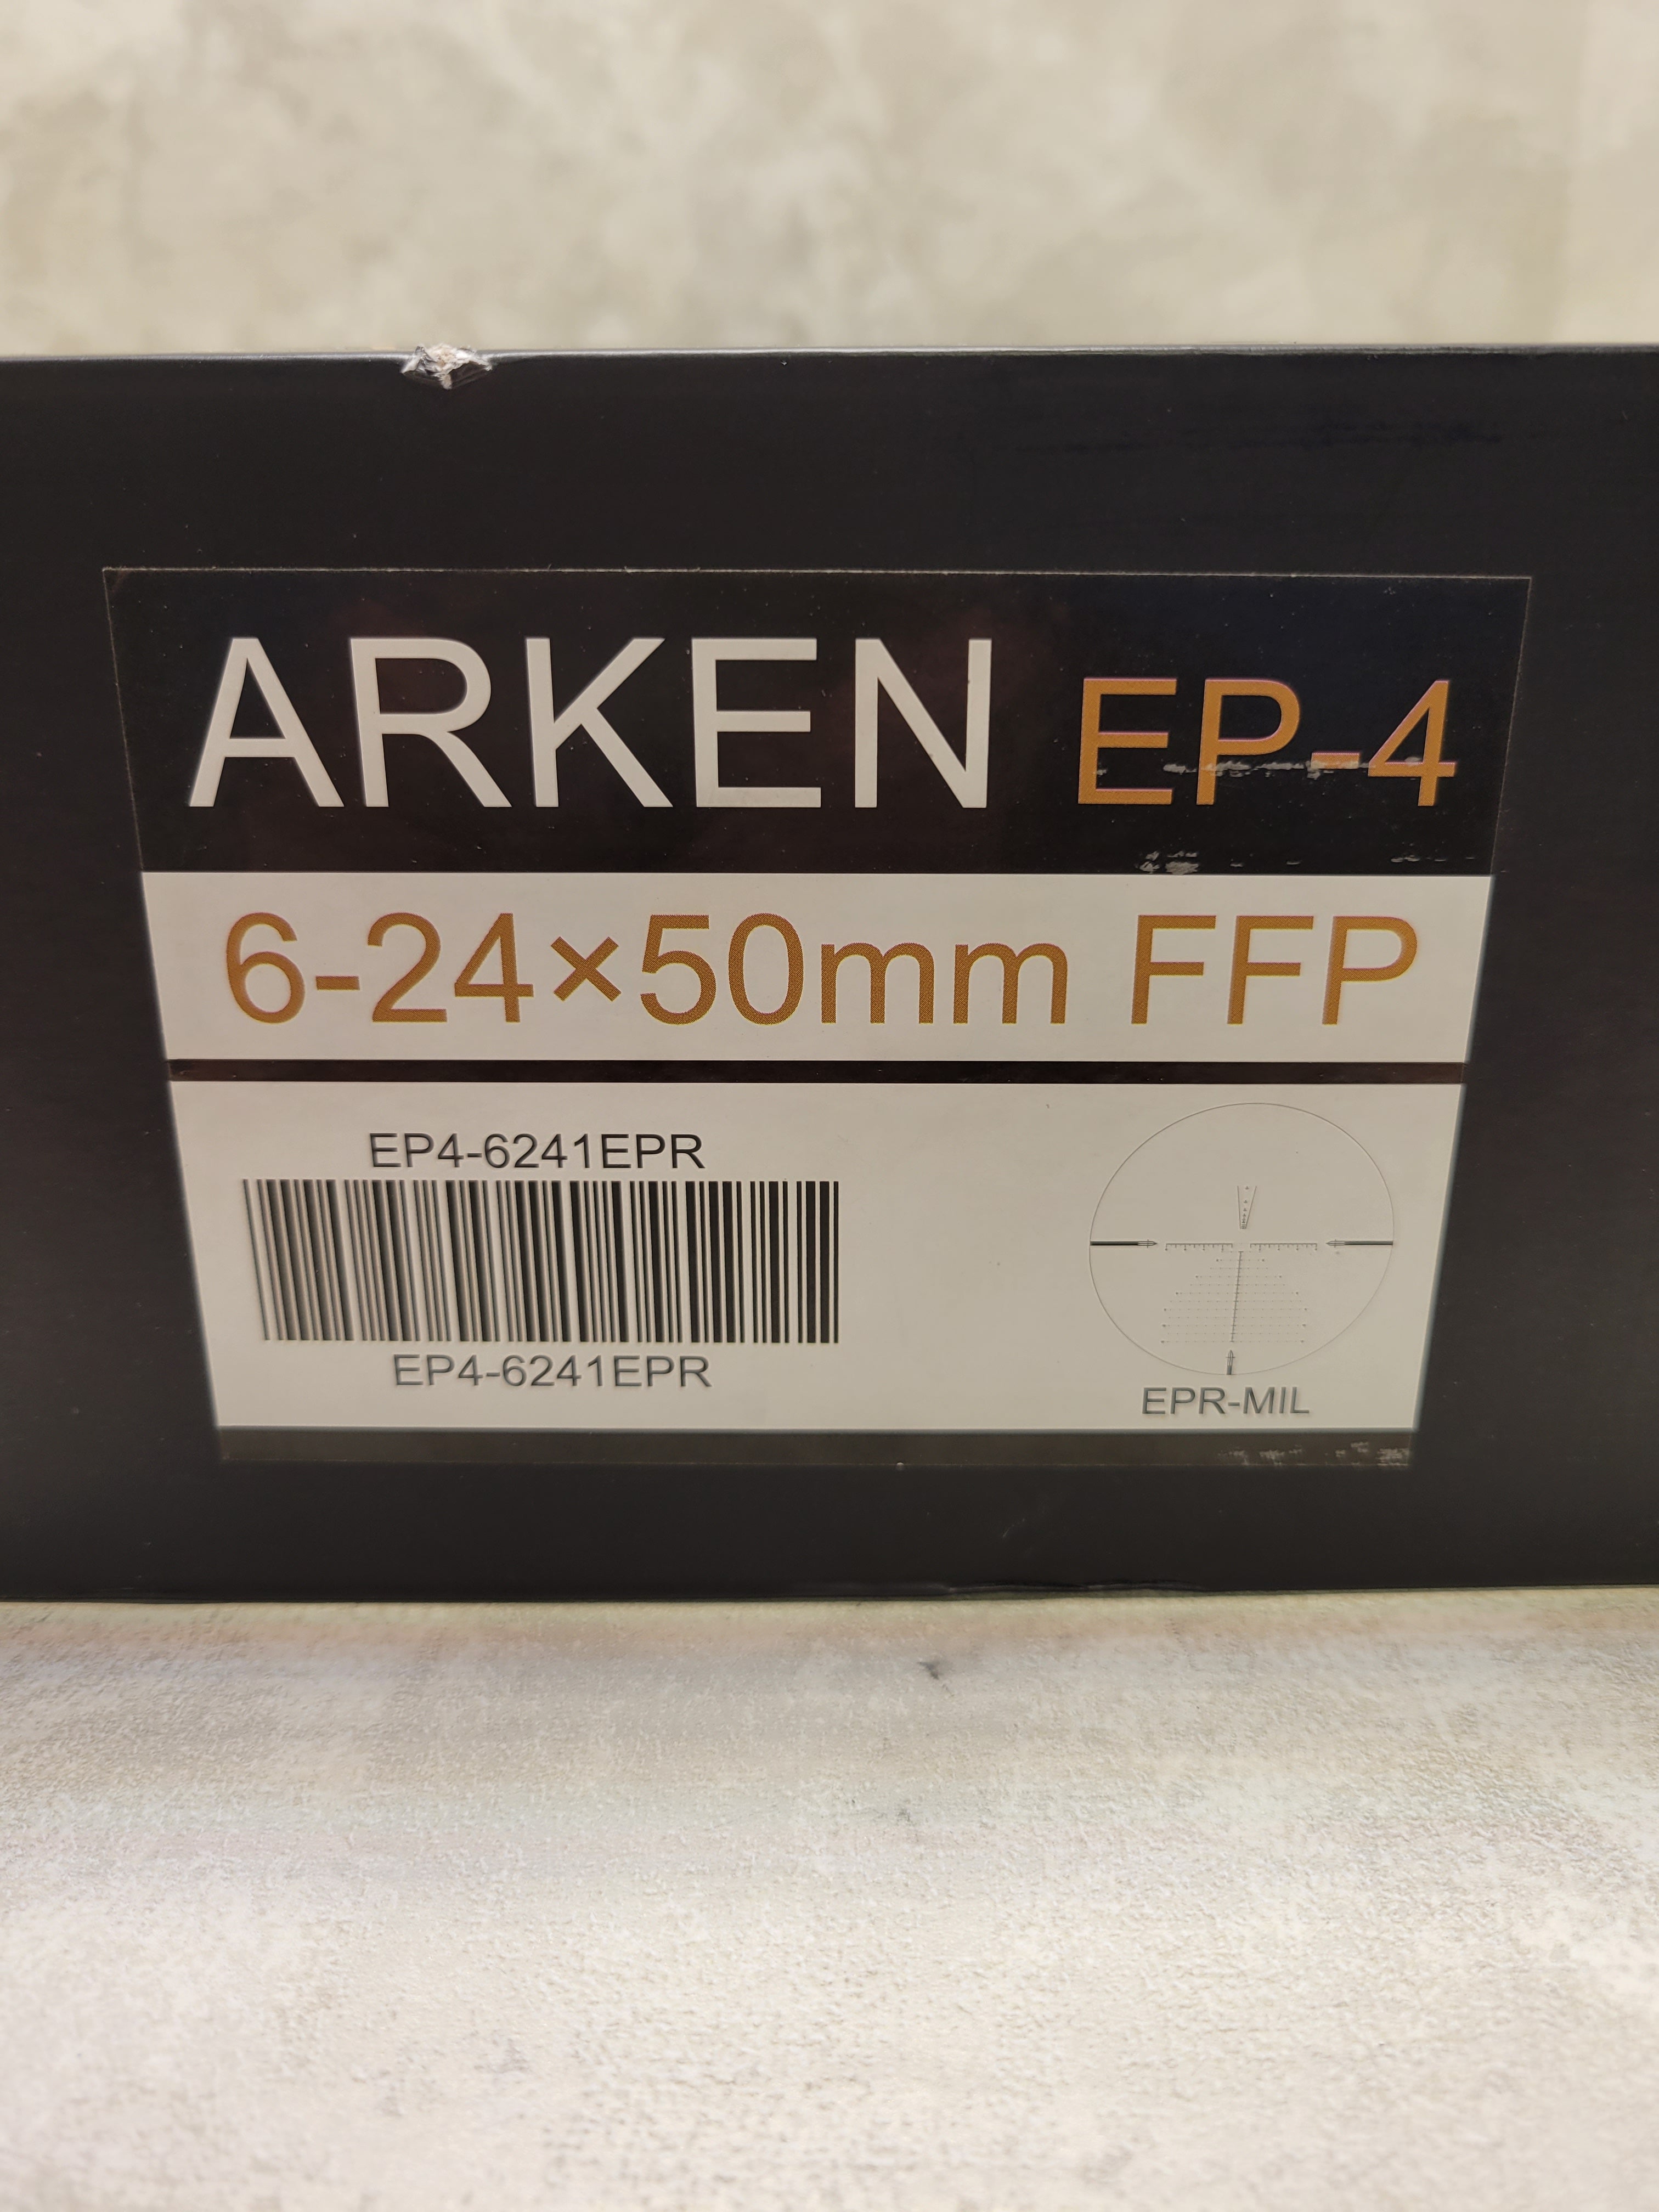 ARKEN EP-4
6-24×50mm FFP
EP4-6241EPR
EP4-6241EPR
EPR-MIL